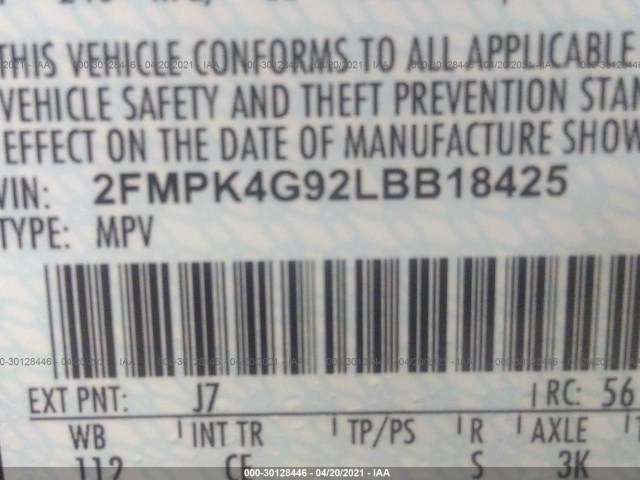 THIS VEHICLE CONFORMS TO ALL APPLICABLE
VEHICLE SAFETY AND THEFT PREVENTION STAN
EFFECT ON THE DATE OF MANUFACTURE SHOW
VIN: 2FMPK4G92LBB18425
TYPE: MPV
EXT PNT: J7 RC: 56
WB INT TR TP/PS R AXLE
112 CE S 3K
000-30128446 - 04/20/2021 - IAA